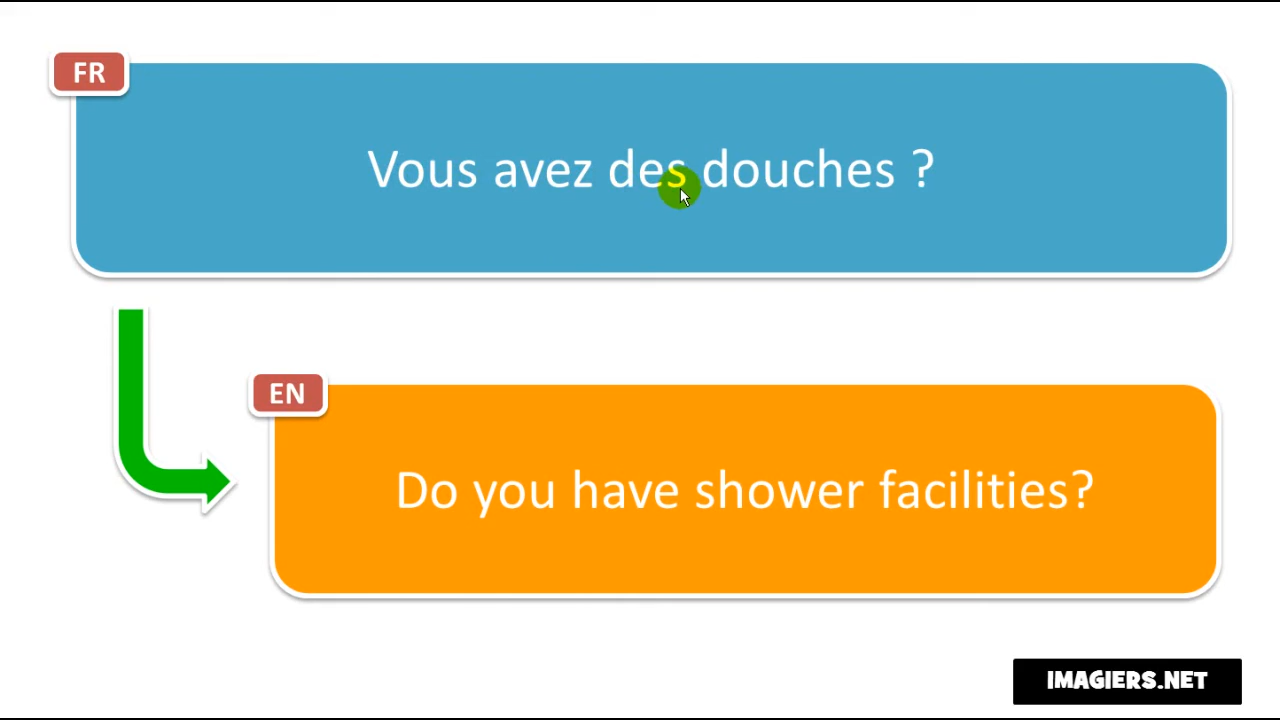 FR
Vous avez des douches ?
EN
Do you have shower facilities?
IMAGIERS.NET